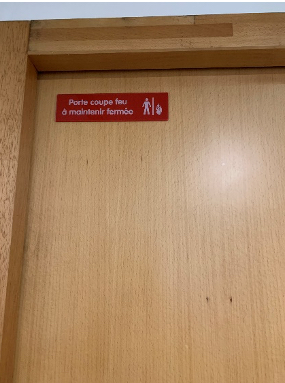 Porte coupe feu
à maintenir fermée